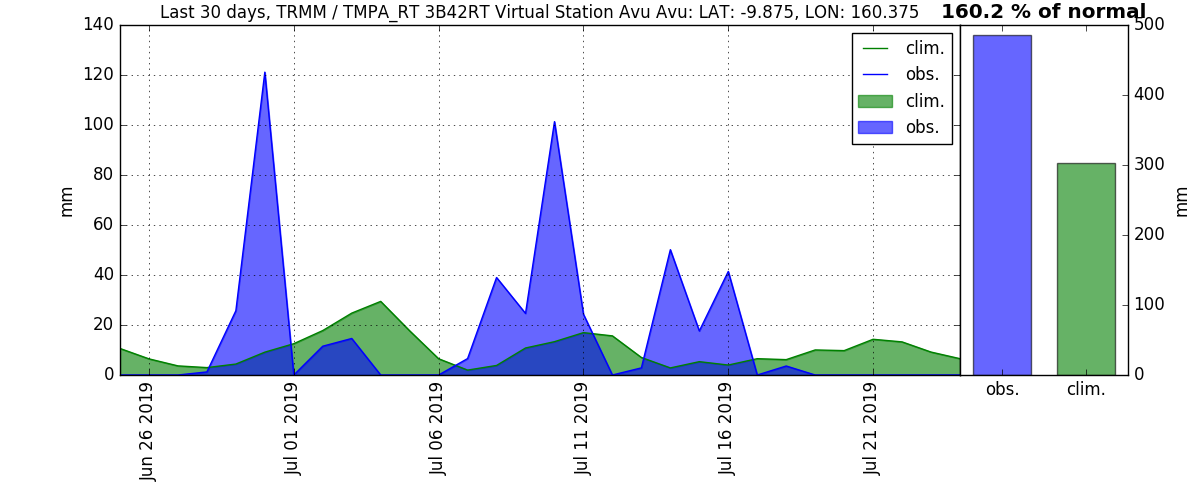 Last 30 days, TRMM / TMPA_RT 3B42RT Virtual Station Avu Avu: LAT: -9.875, LON: 160.375
160.2 % of normal
140
120
100
80
60
40
20
0
mm
clim.
obs.
clim.
obs.
Jun 26 2019
Jul 01 2019
Jul 06 2019
Jul 11 2019
Jul 16 2019
Jul 21 2019
500
400
300
200
100
0
mm
obs.
clim.